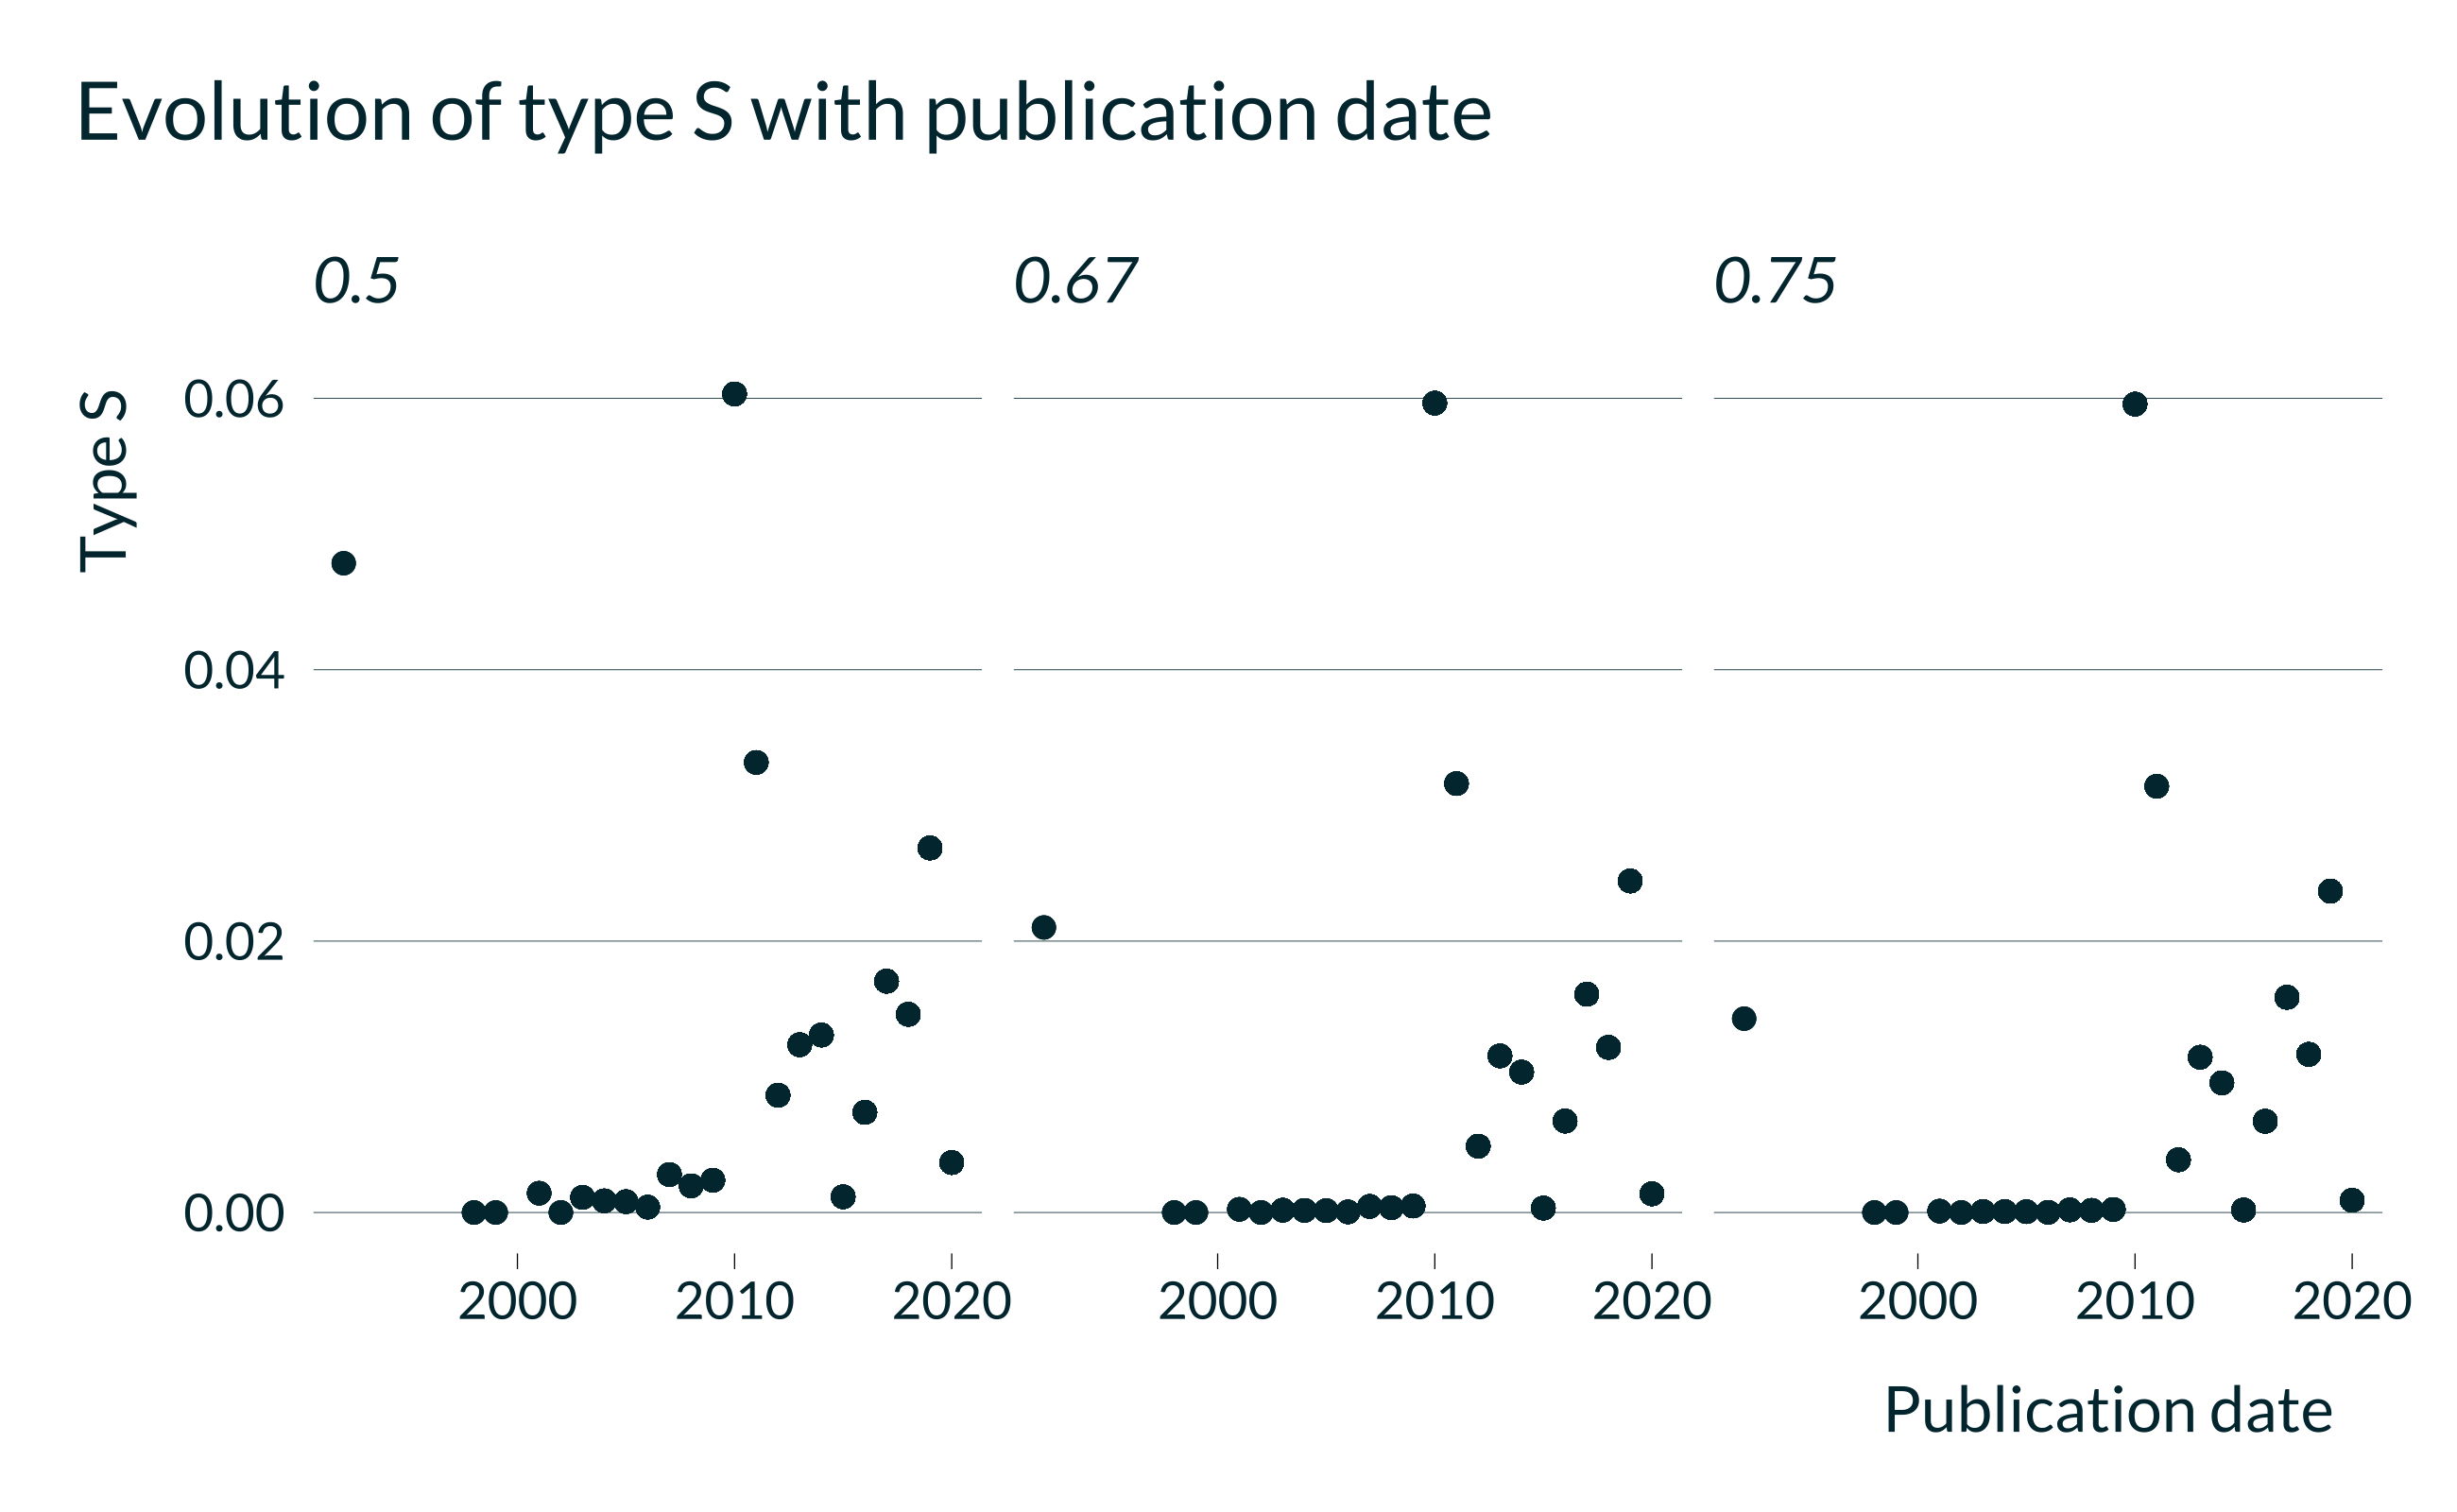 Evolution of type S with publication date
0.5 0.67 0.75
Type S
0.06
0.04
0.02
0.00
2000 2010 2020 2000 2010 2020 2000 2010 2020
Publication date